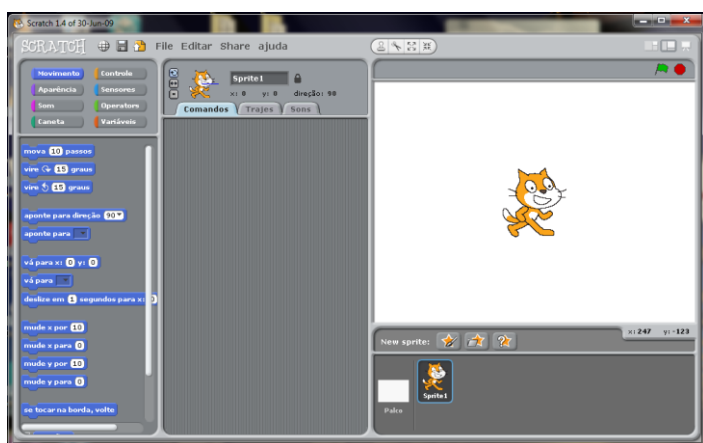 Scratch 1.4 of 30-Jun-09
SCRATCH File Editar Share ajuda
Movimento Controle
Aparência Sensores
Som Operators
Caneta Variáveis
Sprite1
x: 0 y: 0 direção: 90
Comandos Trajes Sons
mova 10 passos
vire 15 graus
vire 15 graus
aponte para direção 90
aponte para
vá para x: 0 y: 0
vá para
deslize em 1 segundos para x: 0
mude x por 10
mude x para 0
mude y por 10
mude y para 0
se tocar na borda, volte
x: 247 y: -123
New sprite:
Sprite1
Palco